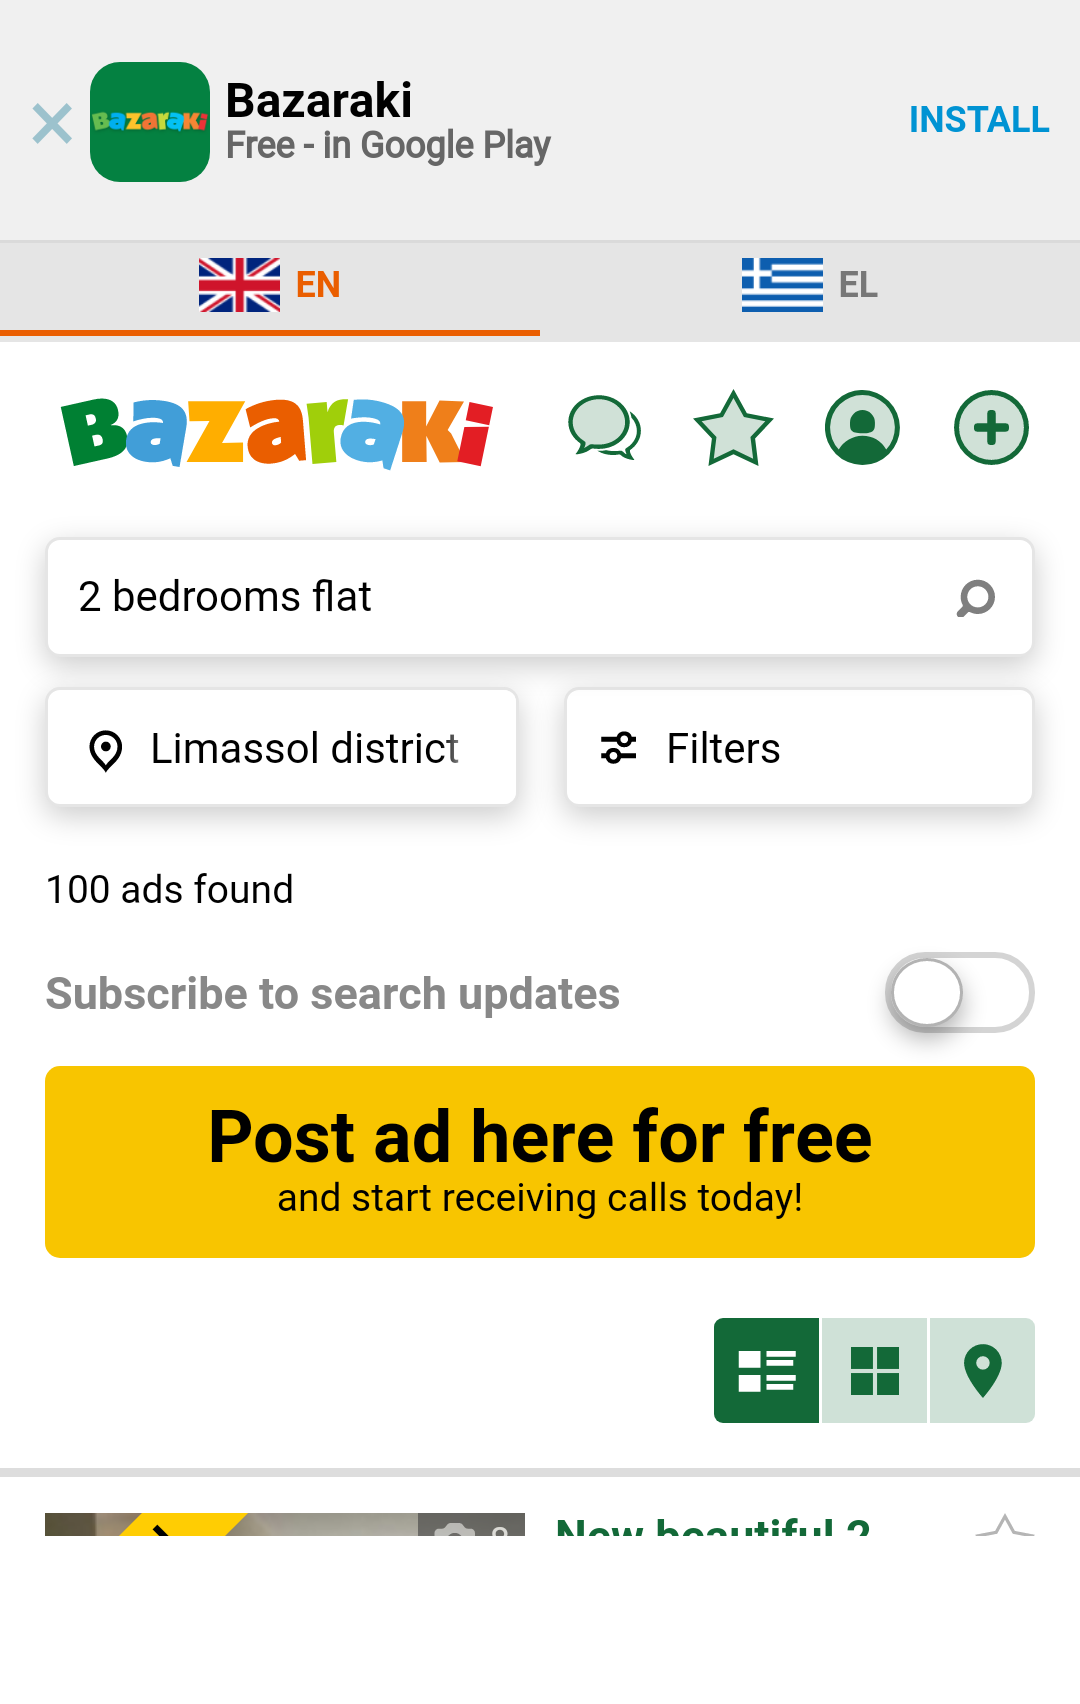 Bazaraki
Bazaraki
Free - in Google Play
INSTALL
EN
EL
Bazaraki
2 bedrooms flat
Limassol district
Filters
100 ads found
Subscribe to search updates
Post ad here for free
and start receiving calls today!
New beautiful 2